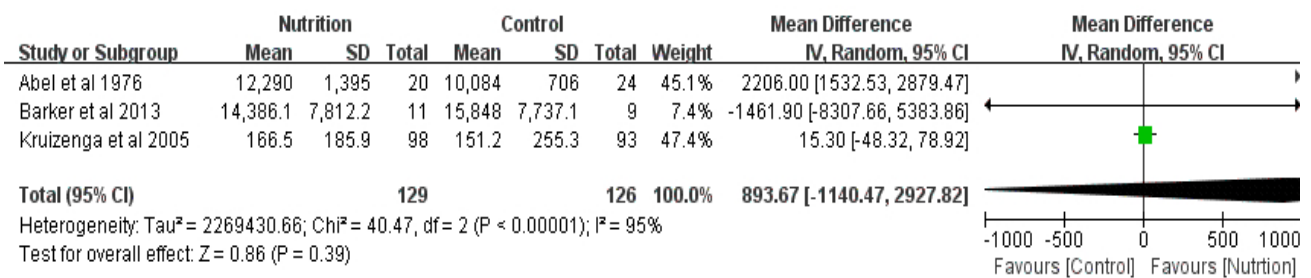 Nutrition Control Mean Difference Mean Difference
Study or Subgroup Mean SD Total Mean SD Total Weight IV, Random, 95% CI IV, Random, 95% CI
Abel et al 1976 12,290 1,395 20 10,084 706 24 45.1% 2206.00 [1532.53, 2879.47]
Barker et al 2013 14,386.1 7,812.2 11 15,848 7,737.1 9 7.4% -1461.90 [-8307.66, 5383.86]
Kruizenga et al 2005 166.5 185.9 98 151.2 255.3 93 47.4% 15.30 [-48.32, 78.92]
Total (95% CI) 129 126 100.0% 893.67 [-1140.47, 2927.82]
Heterogeneity: Tau² = 2269430.66; Chi² = 40.47, df = 2 (P < 0.00001); I² = 95%
Test for overall effect: Z = 0.86 (P = 0.39)
-1000 -500 0 500 1000
Favours [Control] Favours [Nutrtion]